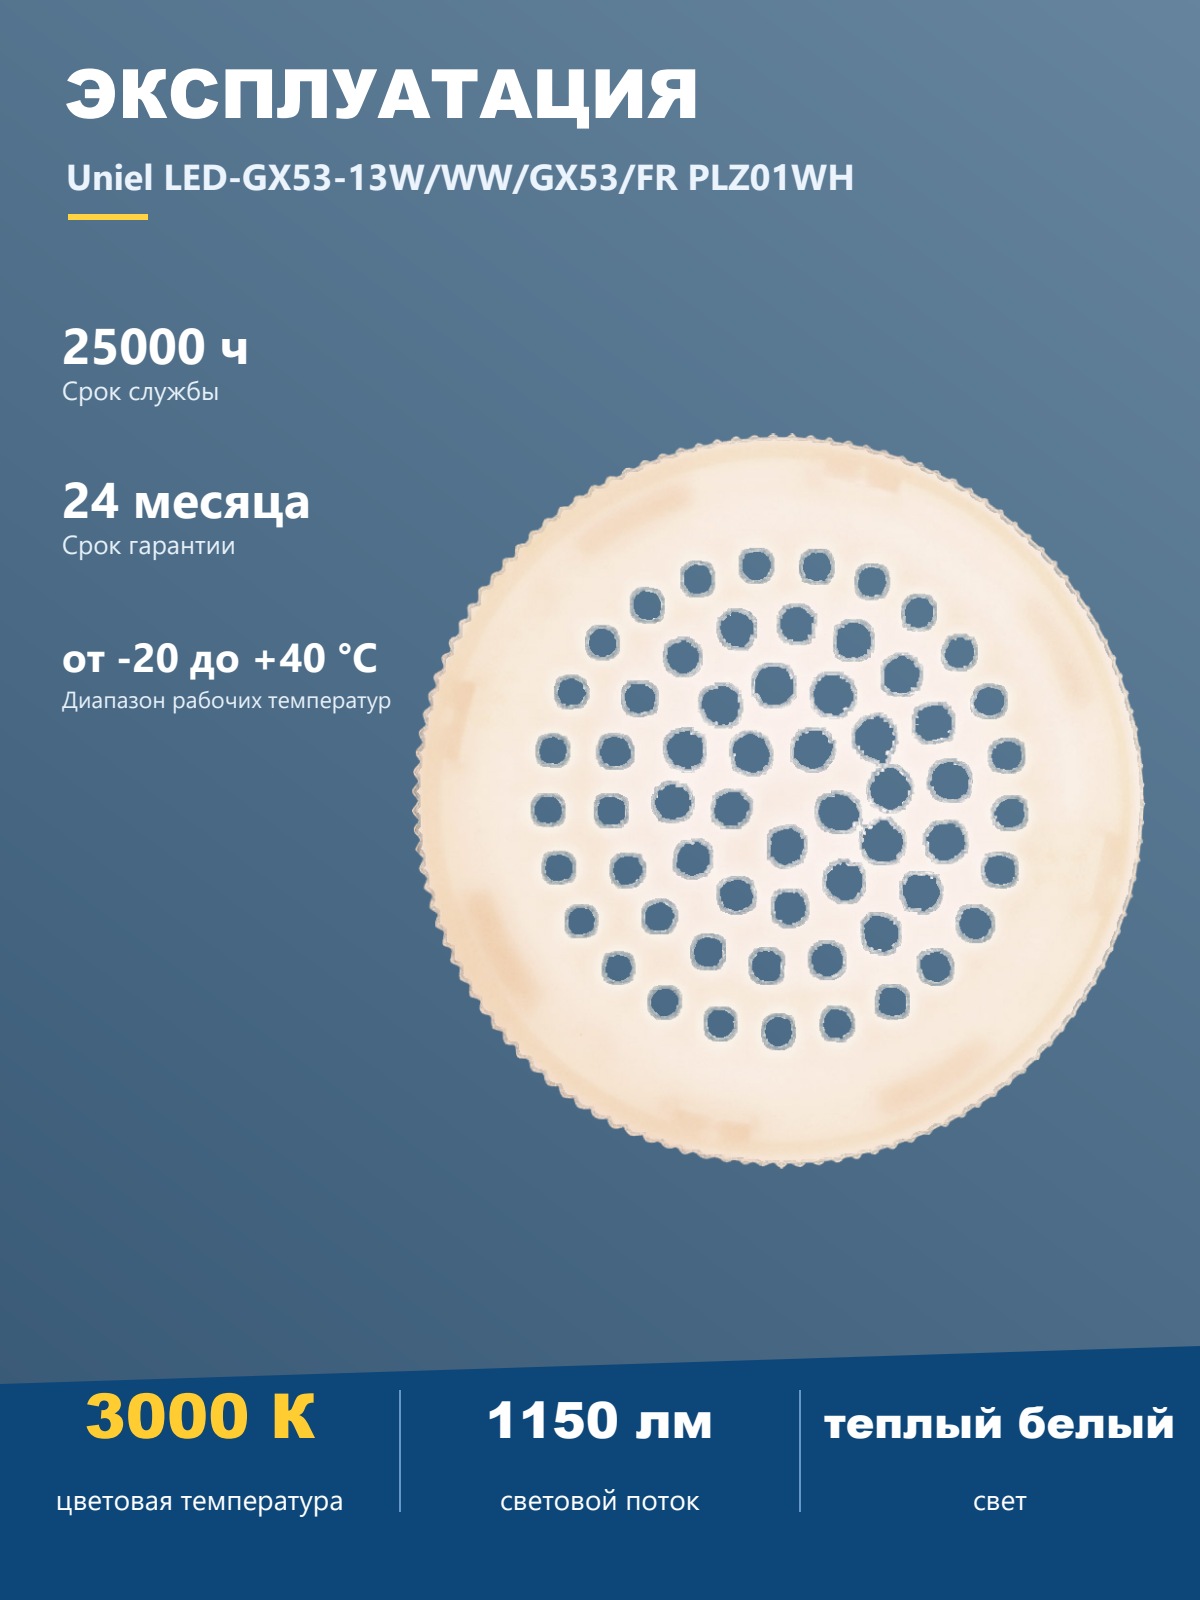 ЭКСПЛУАТАЦИЯ
Uniel LED-GX53-13W/WW/GX53/FR PLZ01WH
25000 ч
Срок службы
24 месяца
Срок гарантии
от -20 до +40 °C
Диапазон рабочих температур
3000 К
цветовая температура
1150 лм
световой поток
теплый белый
свет